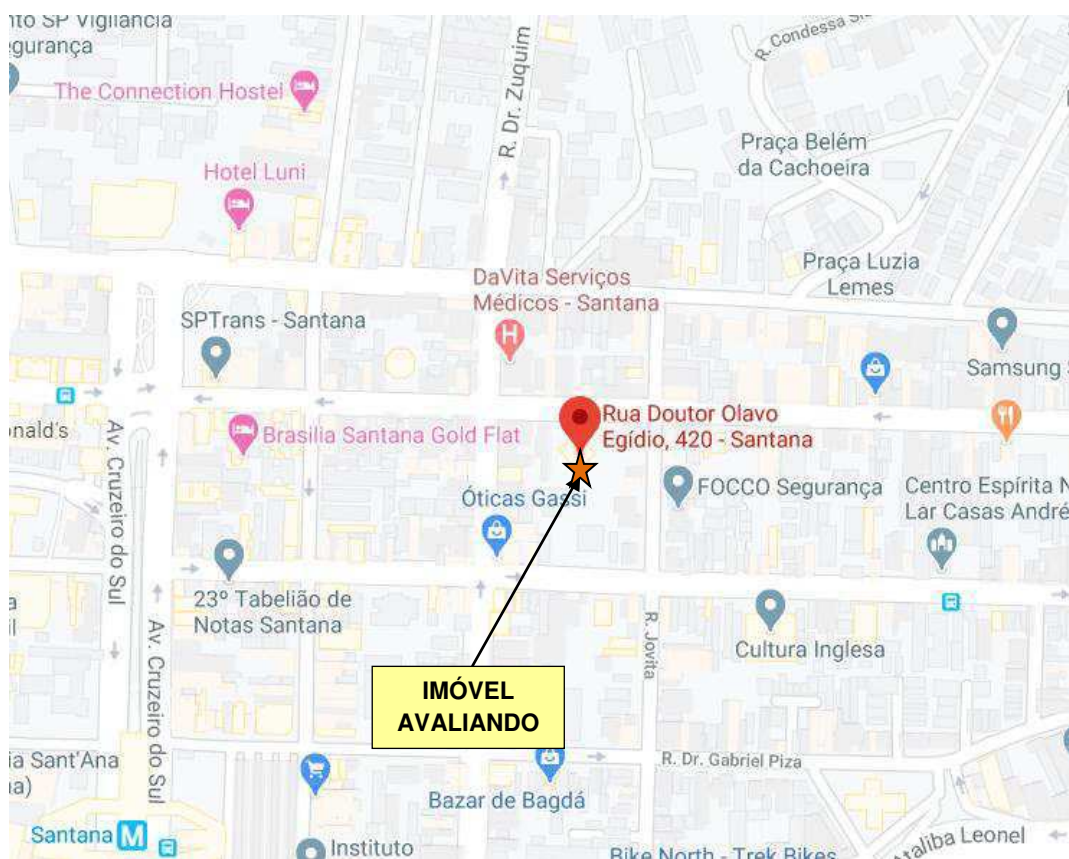 nto SP Vigilância
egurança
The Connection Hostel
Hotel Luni
R. Dr. Zuquim
R. Condessa Si
Praça Belém
da Cachoeira
Praça Luzia
Lemes
DaVita Serviços
Médicos - Santana
H
SPTrans - Santana
Samsung S
onald's
Brasilia Santana Gold Flat
Rua Doutor Olavo
Egídio, 420 - Santana
Óticas Gassi
FOCCO Segurança
Centro Espírita N
Lar Casas André
Av. Cruzeiro do Sul
23º Tabelião de
Notas Santana
Av. Cruzeiro do Sul
R. Jovita
Cultura Inglesa
IMÓVEL
AVALIANDO
a Sant'Ana
a)
R. Dr. Gabriel Piza
Bazar de Bagdá
Santana M
Instituto
Bike North - Trek Bikes
Ataliba Leonel